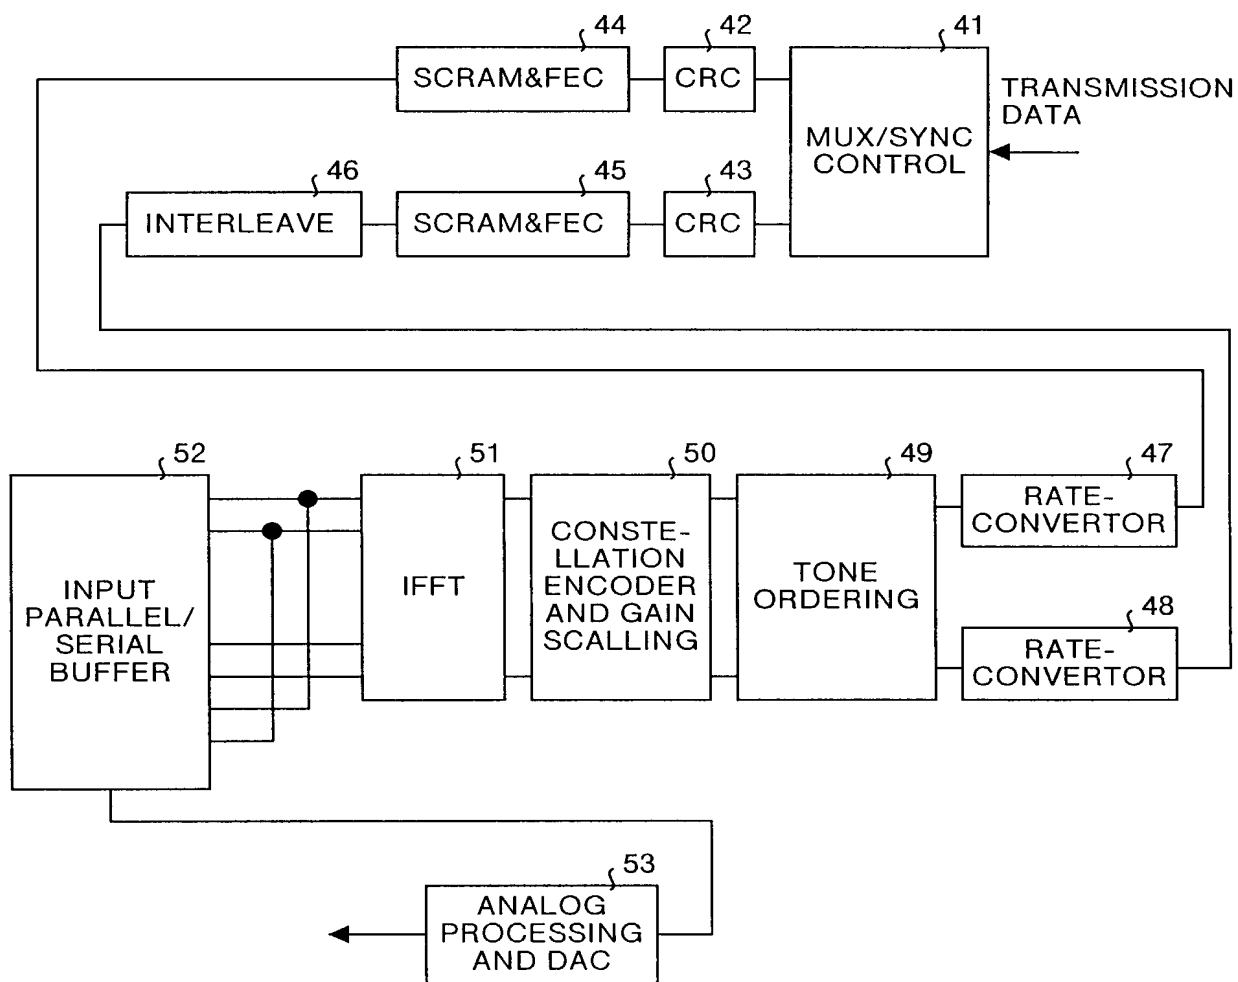 44
42
41
SCRAM&FEC
CRC
TRANSMISSION
DATA
MUX/SYNC
CONTROL
46
45
43
INTERLEAVE
SCRAM&FEC
CRC
52
51
50
49
47
RATE-
CONVERTOR
INPUT
PARALLEL/
SERIAL
BUFFER
IFFT
CONSTE-
LLATION
ENCODER
AND GAIN
SCALLING
TONE
ORDERING
48
RATE-
CONVERTOR
53
ANALOG
PROCESSING
AND DAC